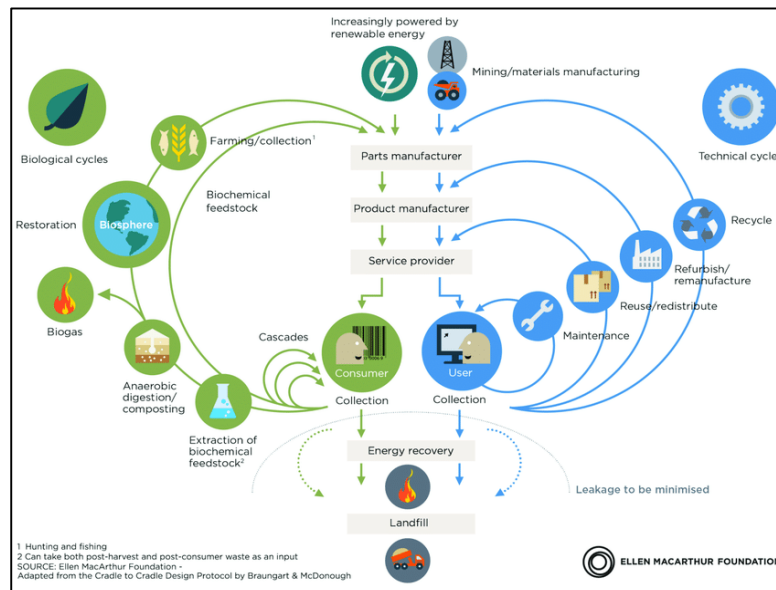 Increasingly powered by
renewable energy
Mining/materials manufacturing
Biological cycles
Farming/collection¹
Parts manufacturer
Technical cycles
Biochemical
feedstock
Product manufacturer
Restoration
Biosphere
Recycle
Service provider
Refurbish/
remanufacture
Biogas
Reuse/redistribute
Cascades
Maintenance
Consumer
User
Anaerobic
digestion/
composting
Collection
Collection
Extraction of
biochemical
feedstock²
Energy recovery
Leakage to be minimised
Landfill
1 Hunting and fishing
2 Can take both post-harvest and post-consumer waste as an input
SOURCE: Ellen MacArthur Foundation -
Adapted from the Cradle to Cradle Design Protocol by Braungart & McDonough
ELLEN MACARTHUR FOUNDATION